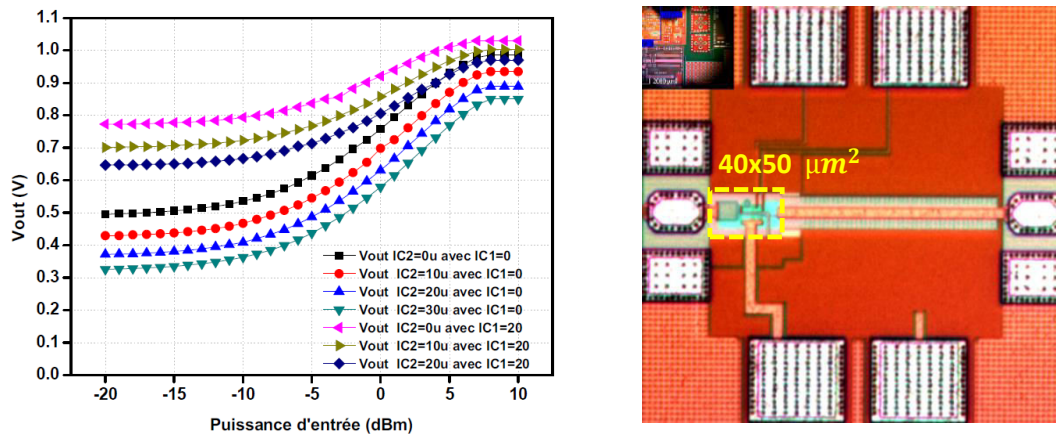 1.1
1.0
0.9
0.8
0.7
0.6
0.5
0.4
0.3
0.2
0.1
0.0
Vout (V)
-20
-15
-10
-5
0
5
10
Puissance d'entrée (dBm)
Vout IC2=0u avec IC1=0
Vout IC2=10u avec IC1=0
Vout IC2=20u avec IC1=0
Vout IC2=30u avec IC1=0
Vout IC2=0u avec IC1=20
Vout IC2=10u avec IC1=20
Vout IC2=20u avec IC1=20
40x50 μm²